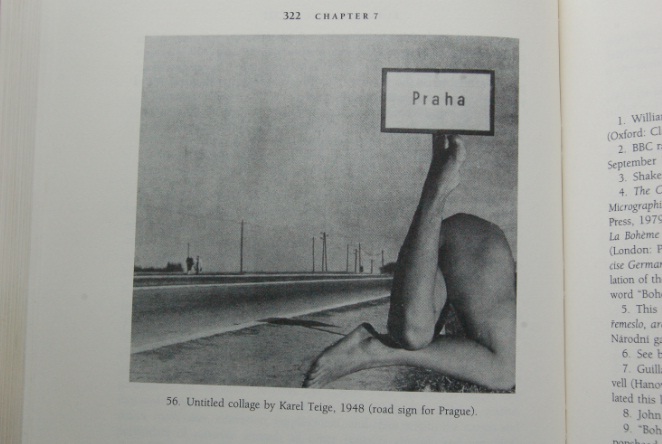 322 CHAPTER 7
Praha
56. Untitled collage by Karel Teige, 1948 (road sign for Prague).
1. Willia
(Oxford: Cl
2. BBC r
September
3. Shake
4. The C
Micrographi
Press, 1979
La Bohème
(London: P
cise German
lation of th
word "Boh
5. This
řemeslo, ar
Národní ga
6. See b
7. Guill
vell (Hanov
lated this
8. John
9. "Boh